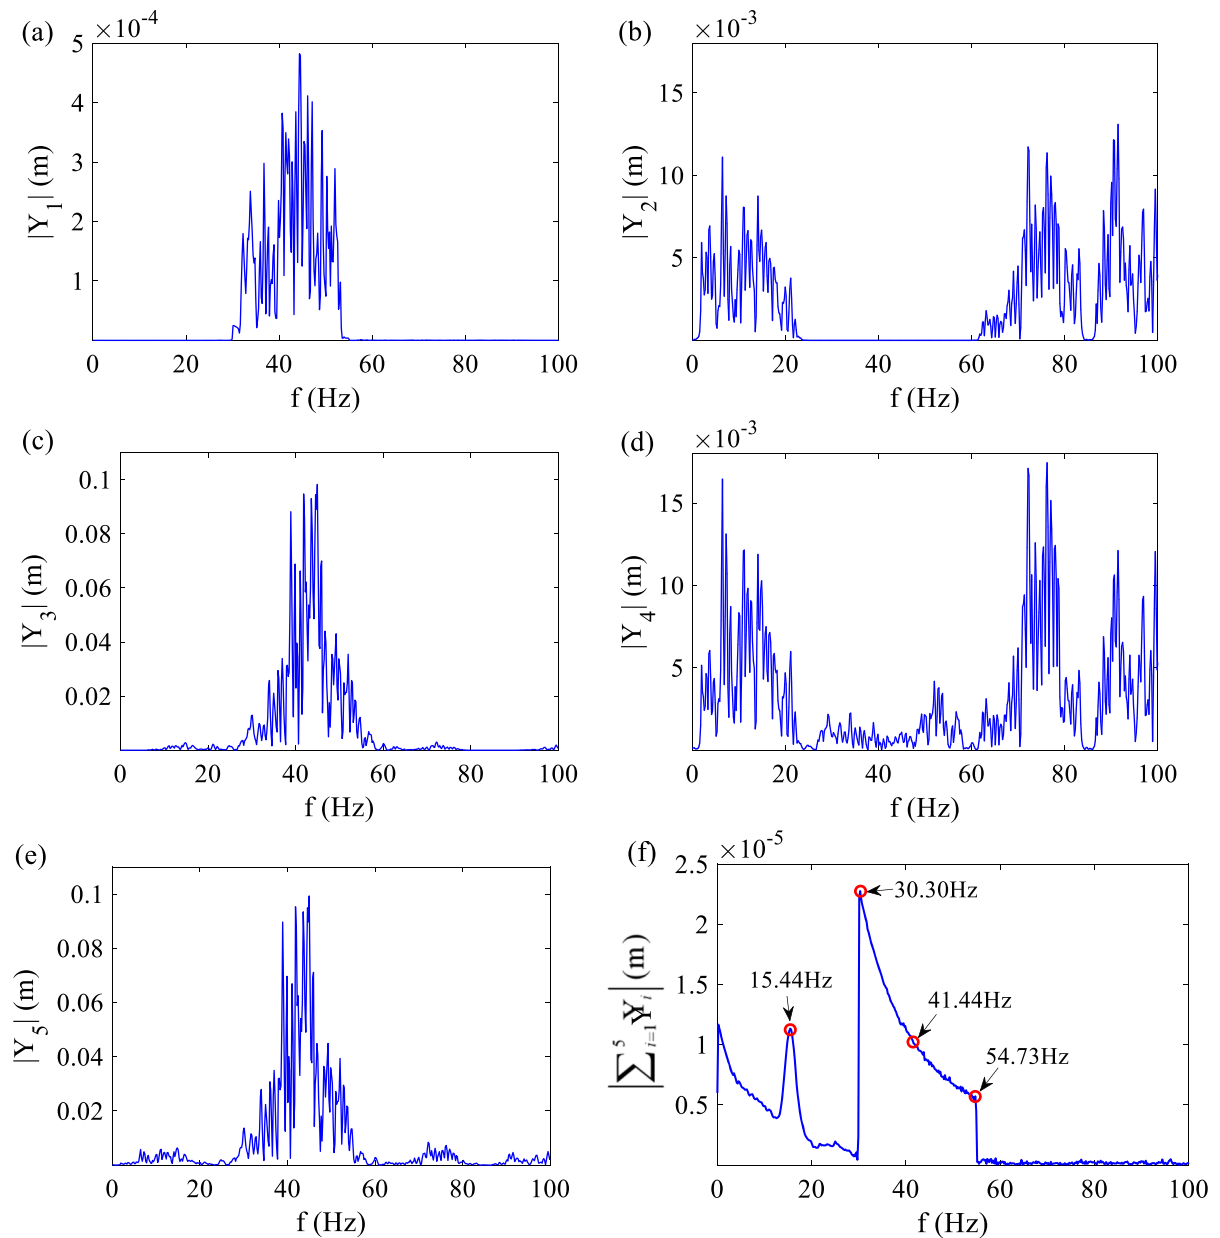 (a)
×10⁻⁴
5
4
3
2
1
|Y₁| (m)
0 20 40 60 80 100
f (Hz)
(b)
×10⁻³
15
10
5
|Y₂| (m)
0 20 40 60 80 100
f (Hz)
(c)
0.1
0.08
0.06
0.04
0.02
|Y₃| (m)
0 20 40 60 80 100
f (Hz)
(d)
×10⁻³
15
10
5
|Y₄| (m)
0 20 40 60 80 100
f (Hz)
(e)
0.1
0.08
0.06
0.04
0.02
|Y₅| (m)
0 20 40 60 80 100
f (Hz)
(f)
×10⁻⁵
2.5
2
1.5
1
0.5
|∑⁵ᵢ₌₁Yᵢ| (m)
30.30Hz
15.44Hz
41.44Hz
54.73Hz
0 20 40 60 80 100
f (Hz)